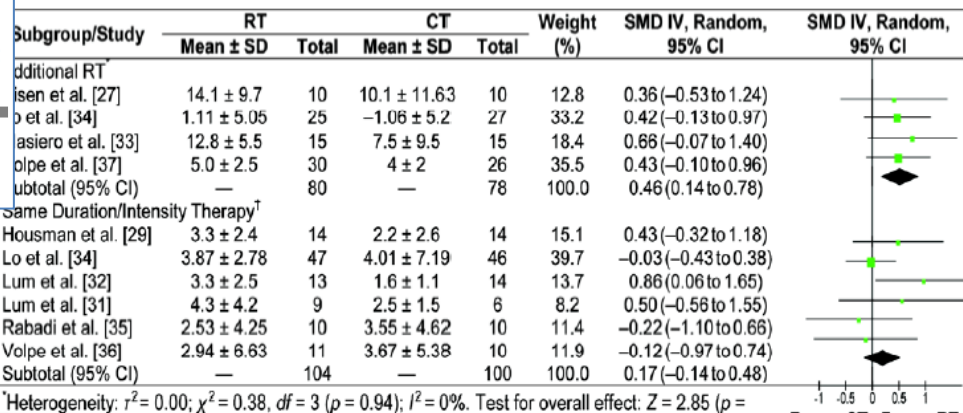 RT CT Weight SMD IV, Random, SMD IV, Random,
Subgroup/Study Mean ± SD Total Mean ± SD Total (%) 95% CI 95% CI
dditional RT*
isen et al. [27] 14.1 ± 9.7 10 10.1 ± 11.63 10 12.8 0.36 (–0.53 to 1.24)
o et al. [34] 1.11 ± 5.05 25 –1.06 ± 5.2 27 33.2 0.42 (–0.13 to 0.97)
asiero et al. [33] 12.8 ± 5.5 15 7.5 ± 9.5 15 18.4 0.66 (–0.07 to 1.40)
olpe et al. [37] 5.0 ± 2.5 30 4 ± 2 26 35.5 0.43 (–0.10 to 0.96)
ubtotal (95% CI) — 80 — 78 100.0 0.46 (0.14 to 0.78)
Same Duration/Intensity Therapy†
Housman et al. [29] 3.3 ± 2.4 14 2.2 ± 2.6 14 15.1 0.43 (–0.32 to 1.18)
Lo et al. [34] 3.87 ± 2.78 47 4.01 ± 7.19 46 39.7 –0.03 (–0.43 to 0.38)
Lum et al. [32] 3.3 ± 2.5 13 1.6 ± 1.1 14 13.7 0.86 (0.06 to 1.65)
Lum et al. [31] 4.3 ± 4.2 9 2.5 ± 1.5 6 8.2 0.50 (–0.56 to 1.55)
Rabadi et al. [35] 2.53 ± 4.25 10 3.55 ± 4.62 10 11.4 –0.22 (–1.10 to 0.66)
Volpe et al. [36] 2.94 ± 6.63 11 3.67 ± 5.38 10 11.9 –0.12 (–0.97 to 0.74)
Subtotal (95% CI) — 104 — 100 100.0 0.17 (–0.14 to 0.48)
-1 -0.5 0 0.5 1
*Heterogeneity: τ² = 0.00; χ² = 0.38, df = 3 (p = 0.94); I² = 0%. Test for overall effect: Z = 2.85 (p =